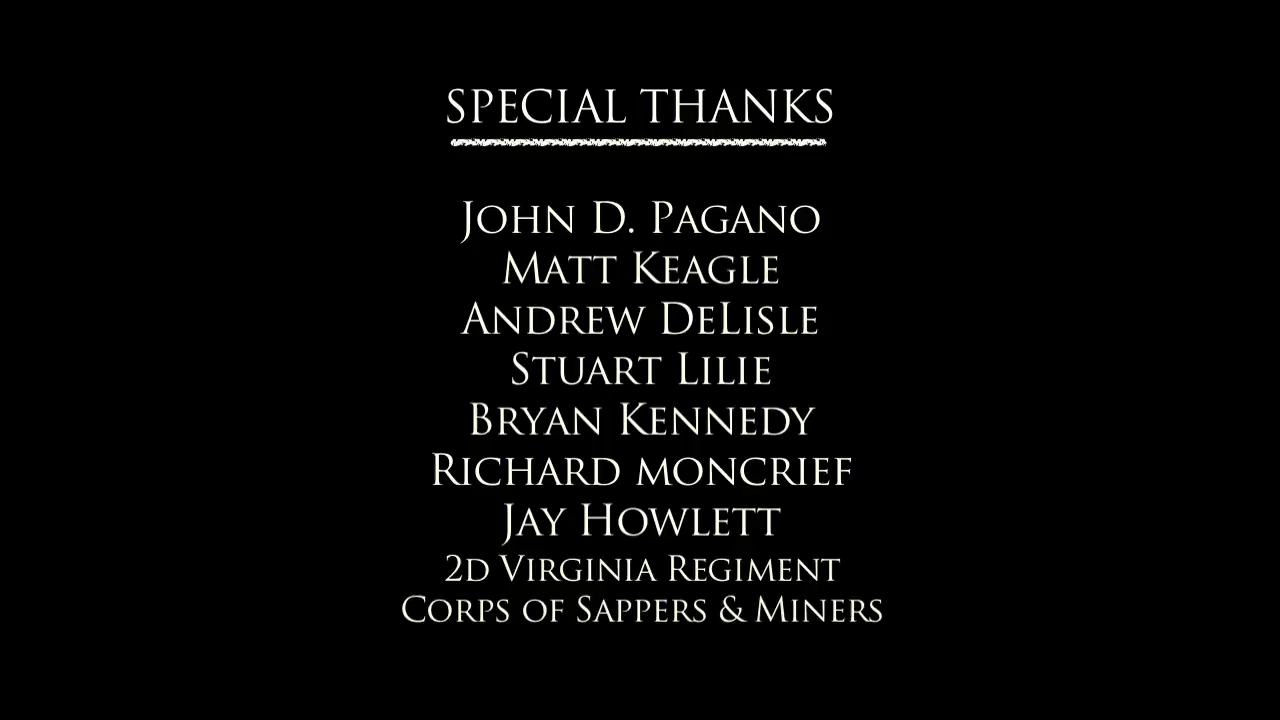 SPECIAL THANKS
JOHN D. PAGANO
MATT KEAGLE
ANDREW DELISLE
STUART LILIE
BRYAN KENNEDY
RICHARD MONCRIEF
JAY HOWLETT
2D VIRGINIA REGIMENT
CORPS OF SAPPERS & MINERS